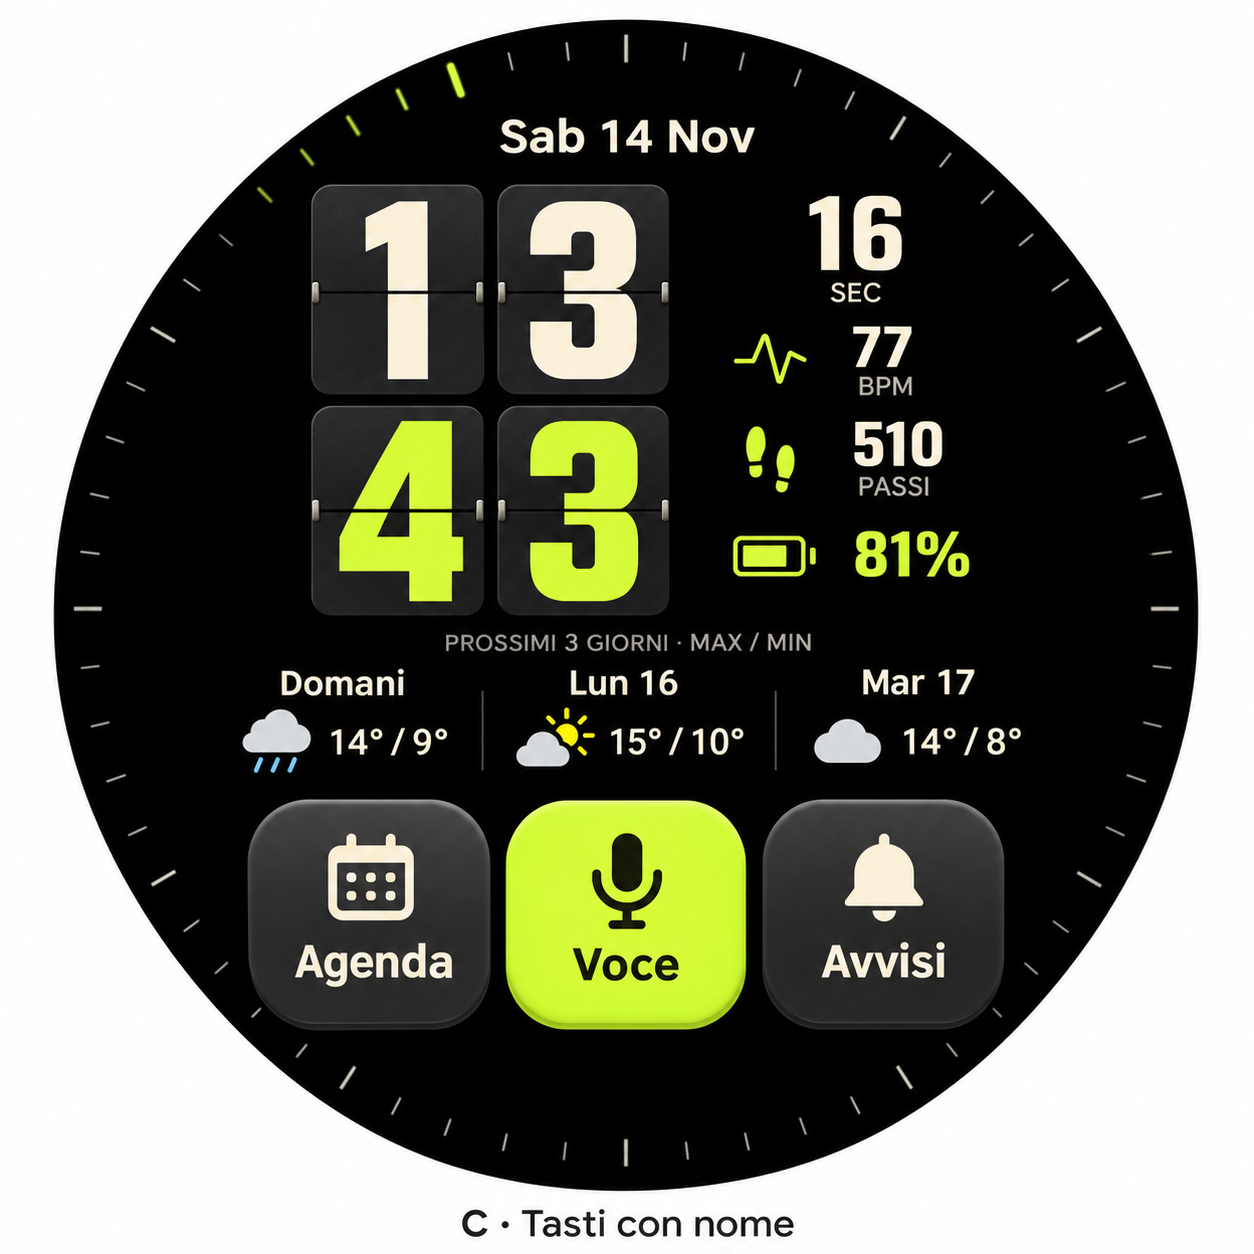 Sab 14 Nov
13
16
SEC
77
BPM
43
510
PASSI
81%
PROSSIMI 3 GIORNI · MAX / MIN
Domani
14° / 9°
Lun 16
15° / 10°
Mar 17
14° / 8°
Agenda
Voce
Avvisi
C · Tasti con nome